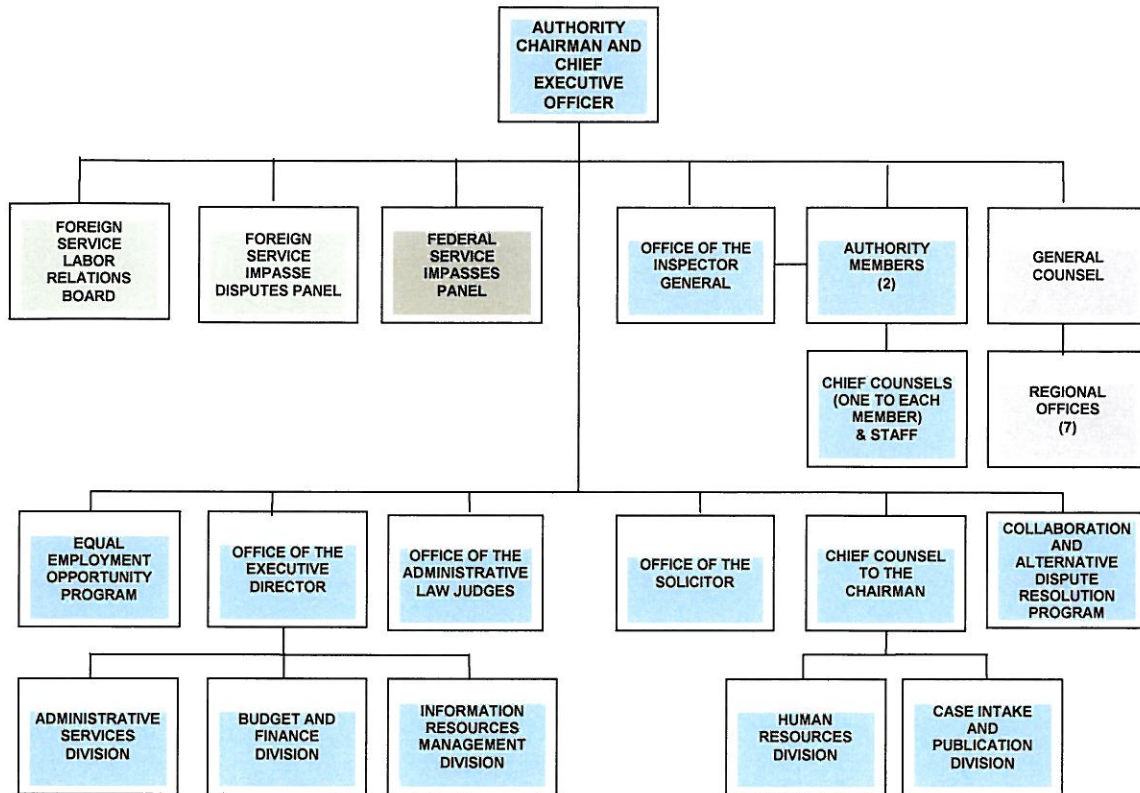 AUTHORITY
CHAIRMAN AND
CHIEF
EXECUTIVE
OFFICER
FOREIGN
SERVICE
LABOR
RELATIONS
BOARD
FOREIGN
SERVICE
IMPASSE
DISPUTES PANEL
FEDERAL
SERVICE
IMPASSES
PANEL
OFFICE OF THE
INSPECTOR
GENERAL
AUTHORITY
MEMBERS
(2)
GENERAL
COUNSEL
CHIEF COUNSELS
(ONE TO EACH
MEMBER)
& STAFF
REGIONAL
OFFICES
(7)
EQUAL
EMPLOYMENT
OPPORTUNITY
PROGRAM
OFFICE OF THE
EXECUTIVE
DIRECTOR
OFFICE OF THE
ADMINISTRATIVE
LAW JUDGES
OFFICE OF THE
SOLICITOR
CHIEF COUNSEL
TO THE
CHAIRMAN
COLLABORATION
AND
ALTERNATIVE
DISPUTE
RESOLUTION
PROGRAM
ADMINISTRATIVE
SERVICES
DIVISION
BUDGET AND
FINANCE
DIVISION
INFORMATION
RESOURCES
MANAGEMENT
DIVISION
HUMAN
RESOURCES
DIVISION
CASE INTAKE
AND
PUBLICATION
DIVISION